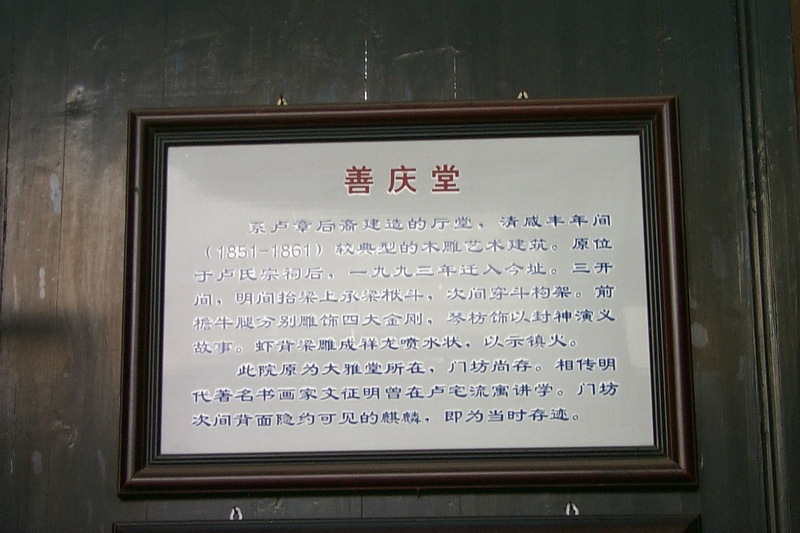 善庆堂
系卢章后裔建造的厅堂，清咸丰年间
（1851-1861）较典型的木雕艺术建筑。原位
于卢氏宗祠后，一九九三年迁入今址。三开
间，明间抬梁上承梁栿斗，次间穿斗构架。前
檐牛腿分别雕饰四大金刚，琴枋饰以封神演义
故事。虾背梁雕成祥龙喷水状，以示镇火。
此院原为大雅堂所在，门坊尚存。相传明
代著名书画家文征明曾在卢宅流寓讲学。门坊
次间背面隐约可见的麒麟，即为当时存迹。